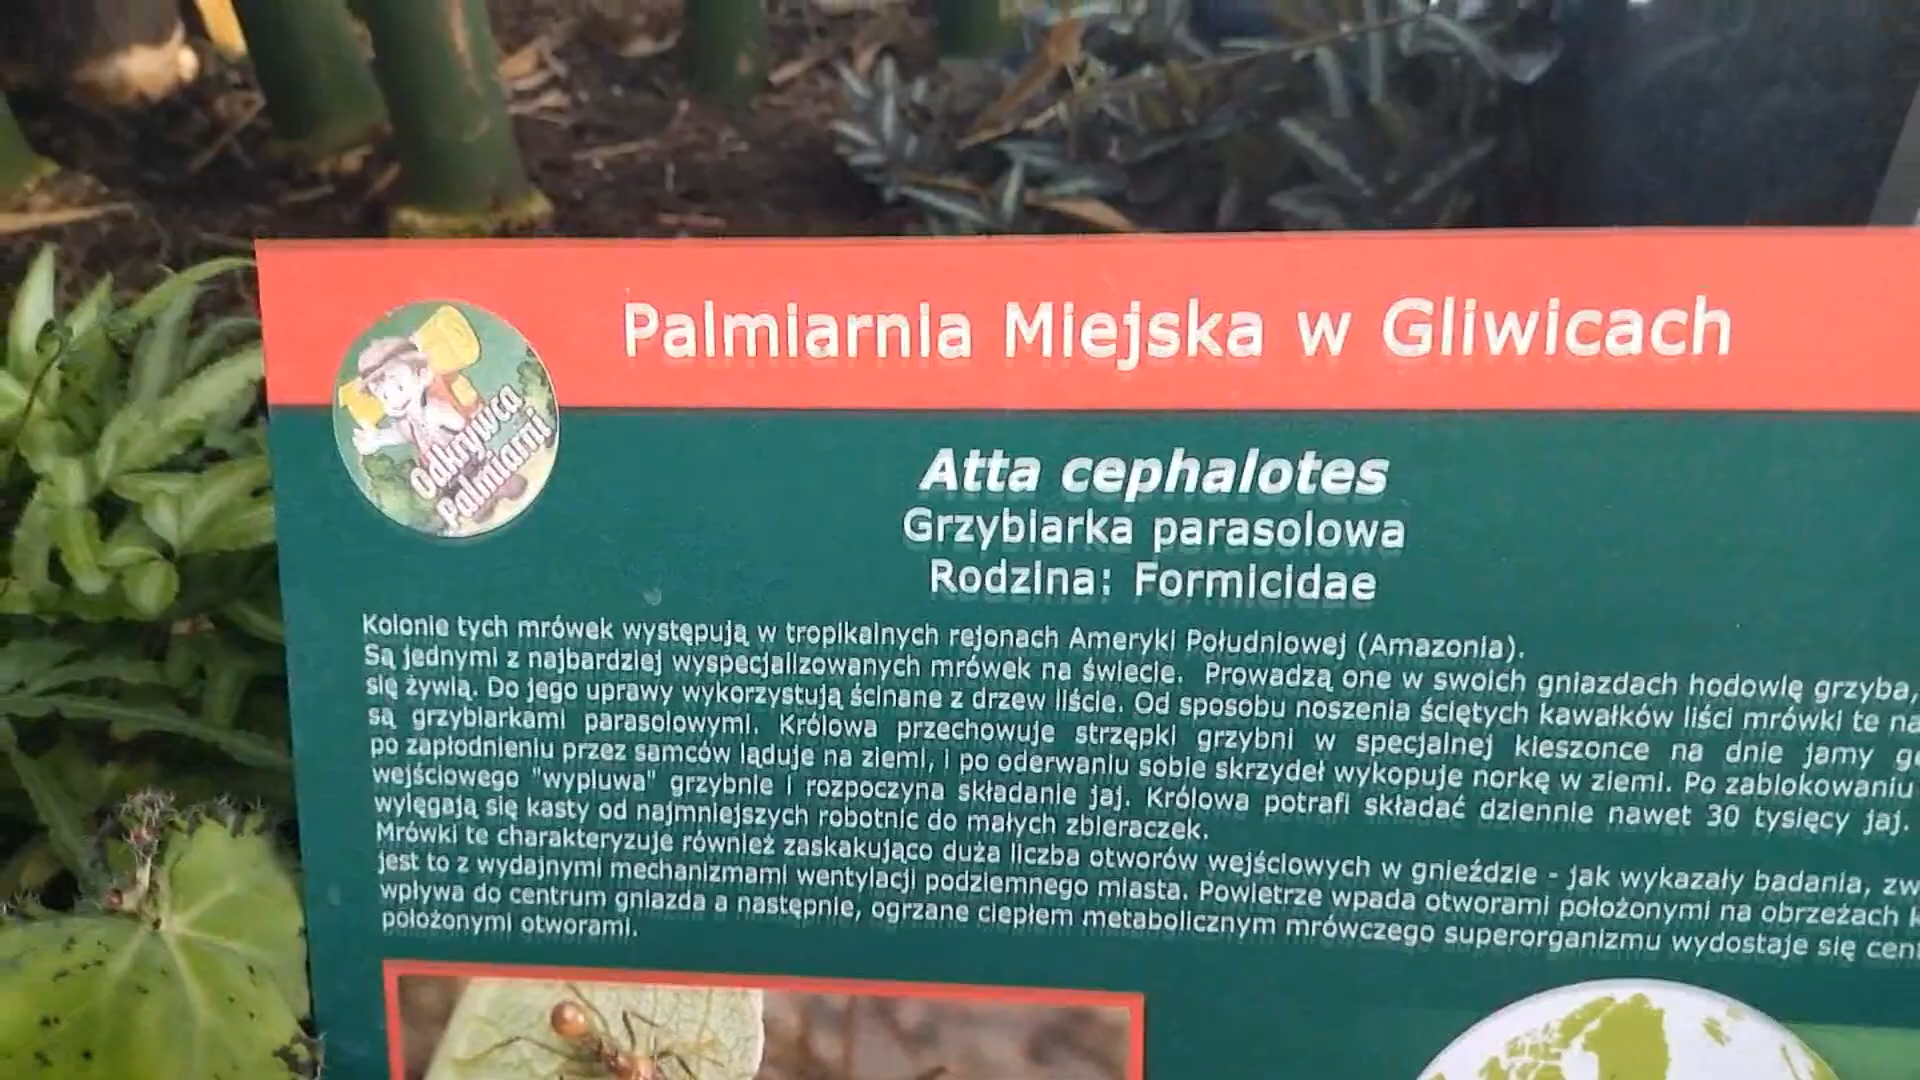 Palmiarnia Miejska w Gliwicach
Odkrywca
Palmiarni
Atta cephalotes
Grzybiarka parasolowa
Rodzina: Formicidae
Kolonie tych mrówek występują w tropikalnych rejonach Ameryki Południowej (Amazonia).
Są jednymi z najbardziej wyspecjalizowanych mrówek na świecie. Prowadzą one w swoich gniazdach hodowlę grzyba,
się żywią. Do jego uprawy wykorzystują ścinane z drzew liście. Od sposobu noszenia ściętych kawałków liści mrówki te na
są grzybiarkami parasolowymi. Królowa przechowuje strzępki grzybni w specjalnej kieszonce na dnie jamy
po zapłodnieniu przez samców ląduje na ziemi, i po oderwaniu sobie skrzydeł wykopuje norkę w ziemi. Po zablokowaniu
wejściowego "wypluwa" grzybnie i rozpoczyna składanie jaj. Królowa potrafi składać dziennie nawet 30 tysięcy jaj.
wylęgają się kasty od najmniejszych robotnic do małych zbieraczek.
Mrówki te charakteryzuje również zaskakująco duża liczba otworów wejściowych w gnieździe - jak wykazały badania, zw
jest to z wydajnymi mechanizmami wentylacji podziemnego miasta. Powietrze wpada otworami położonymi na obrzeżach k
wpływa do centrum gniazda a następnie, ogrzane ciepłem metabolicznym mrówczego superorganizmu wydostaje się cent
położonymi otworami.